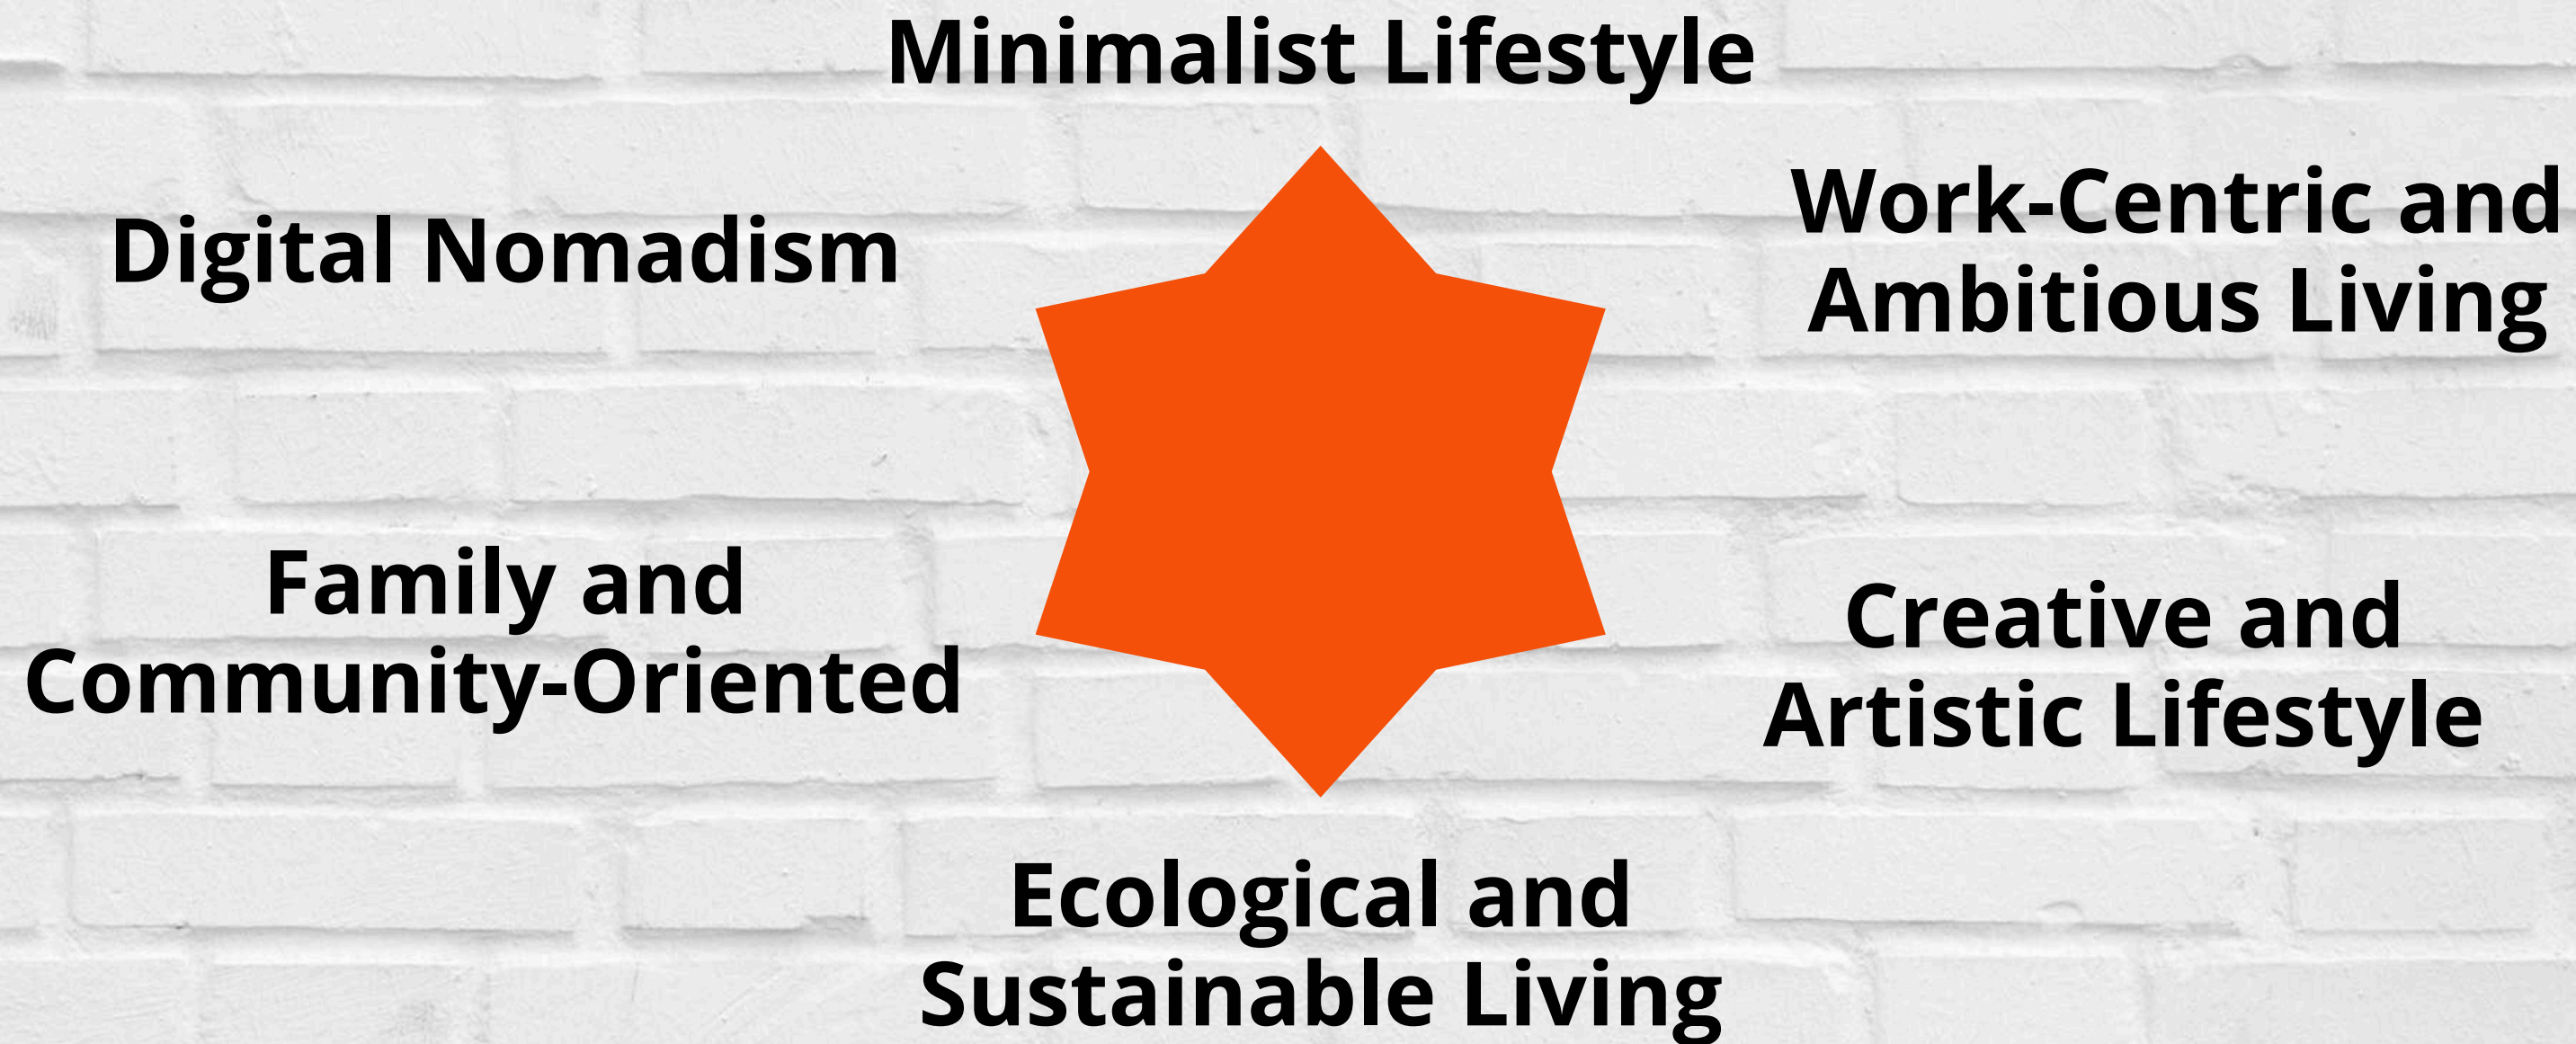 Minimalist Lifestyle
Digital Nomadism
Work-Centric and
Ambitious Living
Family and
Community-Oriented
Creative and
Artistic Lifestyle
Ecological and
Sustainable Living